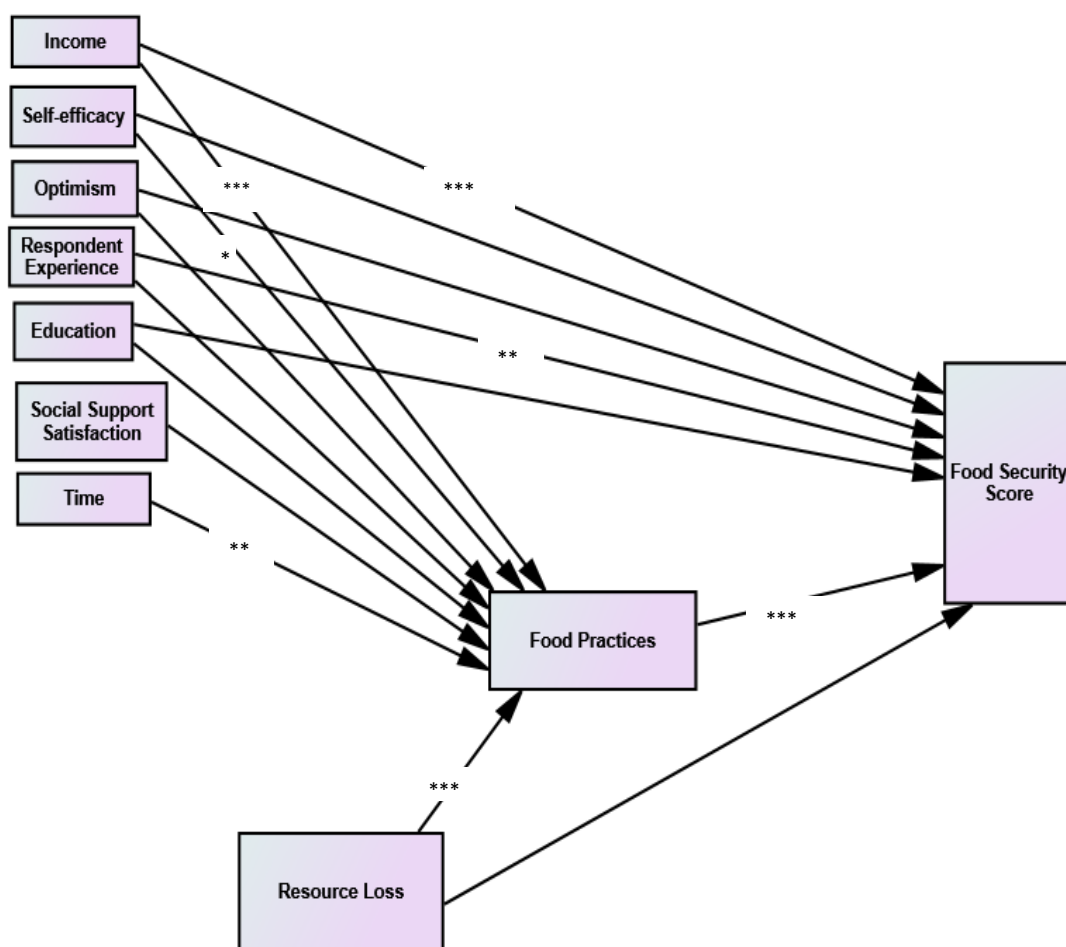 Income
Self-efficacy
***
***
Optimism
Respondent
Experience
*
Education
**
Social Support
Satisfaction
Food Security
Score
Time
**
Food Practices
***
***
Resource Loss